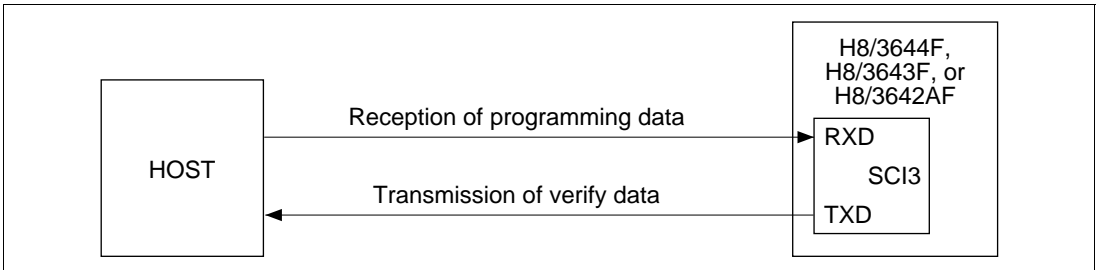 H8/3644F,
H8/3643F, or
H8/3642AF
Reception of programming data
RXD
HOST
SCI3
Transmission of verify data
TXD